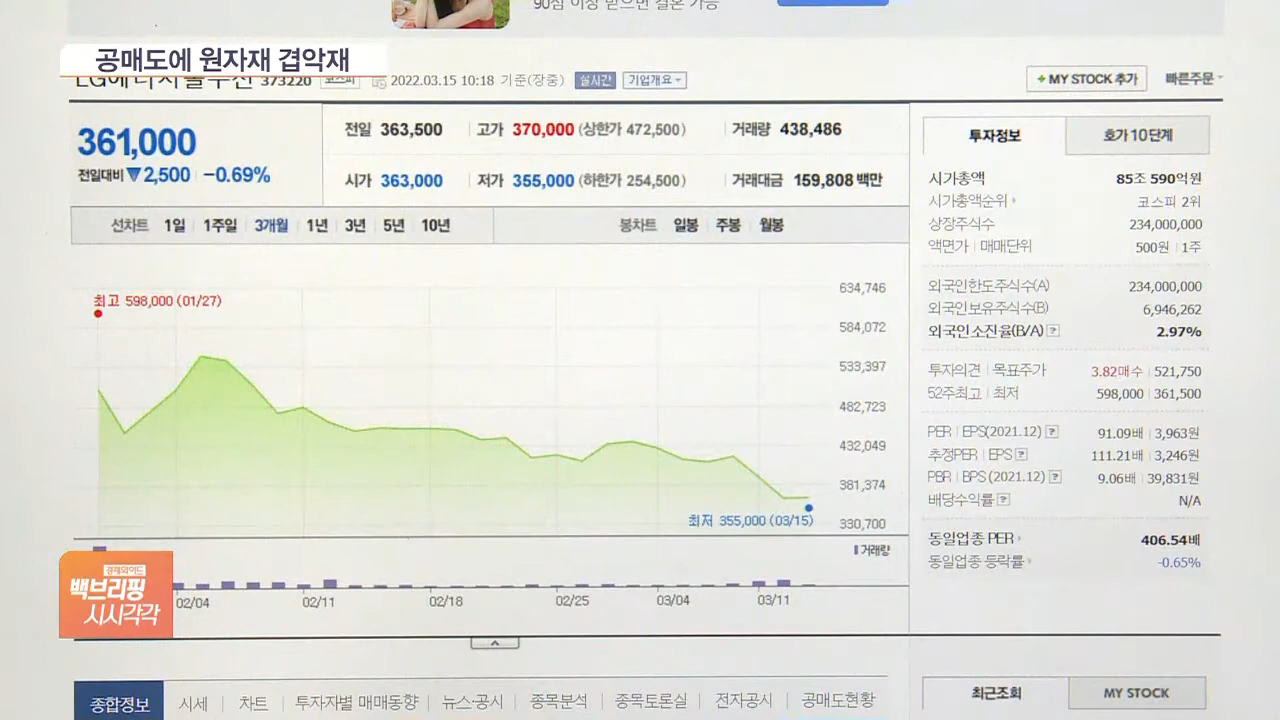 90점 이상 받으면 결혼 가능
공매도에 원자재 겹악재
LG에너지솔루션 373220 코스피 2022.03.15 10:18 기준(장중) 실시간 기업개요
+ MY STOCK 추가 빠른주문
361,000
전일대비 ▼2,500 −0.69%
전일 363,500 고가 370,000 (상한가 472,500) 거래량 438,486
시가 363,000 저가 355,000 (하한가 254,500) 거래대금 159,808 백만
선차트 1일 1주일 3개월 1년 3년 5년 10년 봉차트 일봉 주봉 월봉
최고 598,000 (01/27)
634,746
584,072
533,397
482,723
432,049
381,374
330,700
최저 355,000 (03/15)
거래량
02/04 02/11 02/18 02/25 03/04 03/11
투자정보 호가 10단계
시가총액 85조 590억원
시가총액순위 코스피 2위
상장주식수 234,000,000
액면가 | 매매단위 500원 | 1주
외국인한도주식수(A) 234,000,000
외국인보유주식수(B) 6,946,262
외국인소진율(B/A) ? 2.97%
투자의견 | 목표주가 3.82매수 | 521,750
52주최고 | 최저 598,000 | 361,500
PER | EPS(2021.12) ? 91.09배 | 3,963원
추정PER | EPS ? 111.21배 | 3,246원
PBR | BPS (2021.12) ? 9.06배 | 39,831원
배당수익률 ? N/A
동일업종 PER 406.54배
동일업종 등락률 -0.65%
경제와이드
백브리핑
시시각각
종합정보 시세 차트 투자자별 매매동향 뉴스·공시 종목분석 종목토론실 전자공시 공매도현황
최근조회 MY STOCK